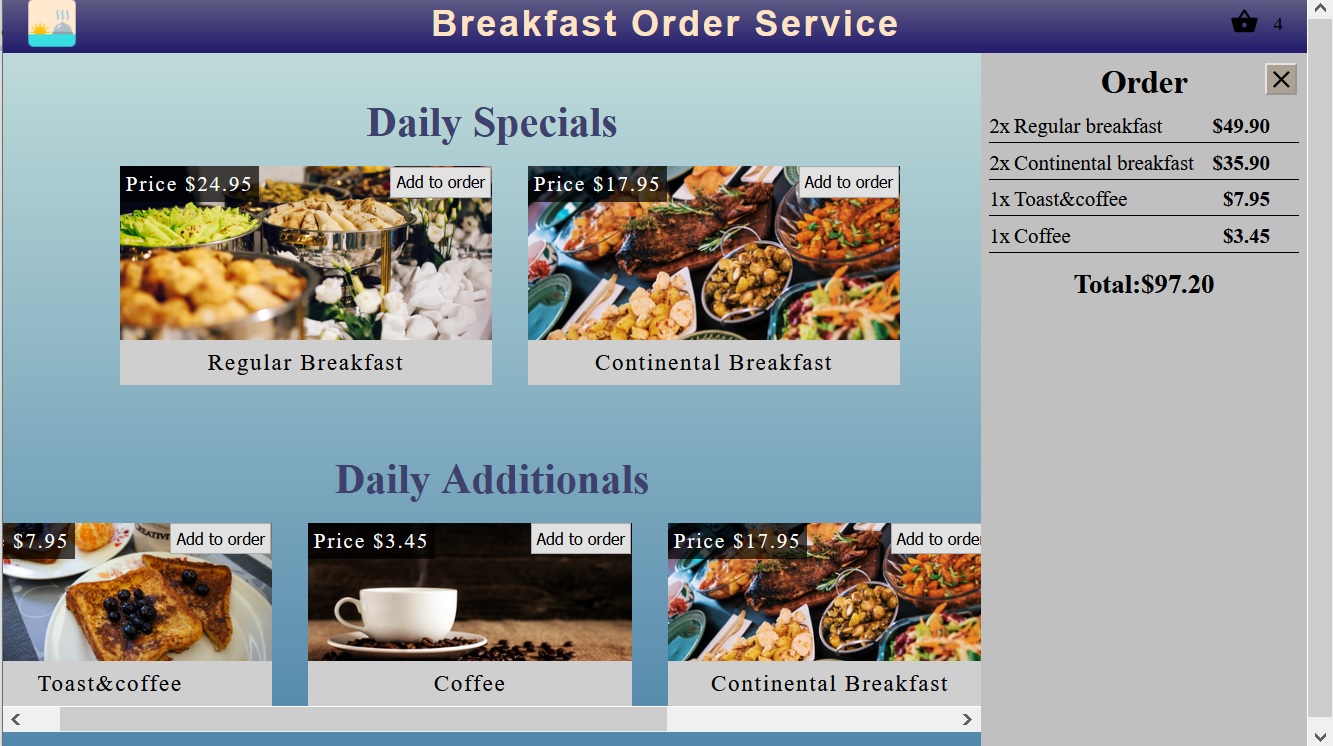 Breakfast Order Service
4
Daily Specials
Price $24.95
Add to order
Regular Breakfast
Price $17.95
Add to order
Continental Breakfast
Daily Additionals
$7.95
Add to order
Toast&coffee
Price $3.45
Add to order
Coffee
Price $17.95
Add to order
Continental Breakfast
Order
2x Regular breakfast $49.90
2x Continental breakfast $35.90
1x Toast&coffee $7.95
1x Coffee $3.45
Total:$97.20